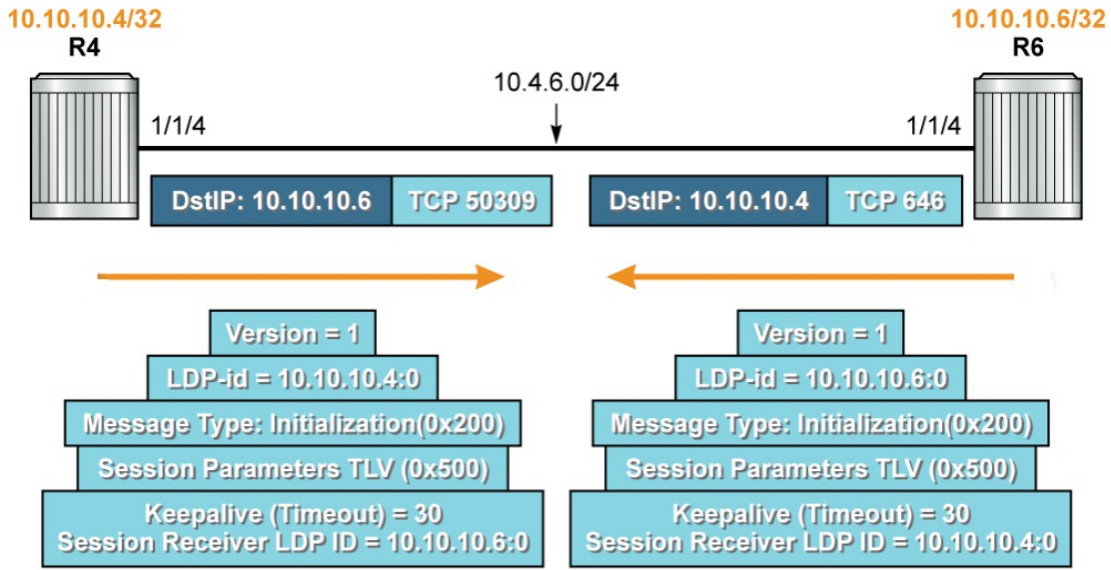 10.10.10.4/32
R4
10.10.10.6/32
R6
10.4.6.0/24
1/1/4
1/1/4
DstIP: 10.10.10.6 TCP 50309
DstIP: 10.10.10.4 TCP 646
Version = 1
LDP-id = 10.10.10.4:0
Message Type: Initialization(0x200)
Session Parameters TLV (0x500)
Keepalive (Timeout) = 30
Session Receiver LDP ID = 10.10.10.6:0
Version = 1
LDP-id = 10.10.10.6:0
Message Type: Initialization(0x200)
Session Parameters TLV (0x500)
Keepalive (Timeout) = 30
Session Receiver LDP ID = 10.10.10.4:0